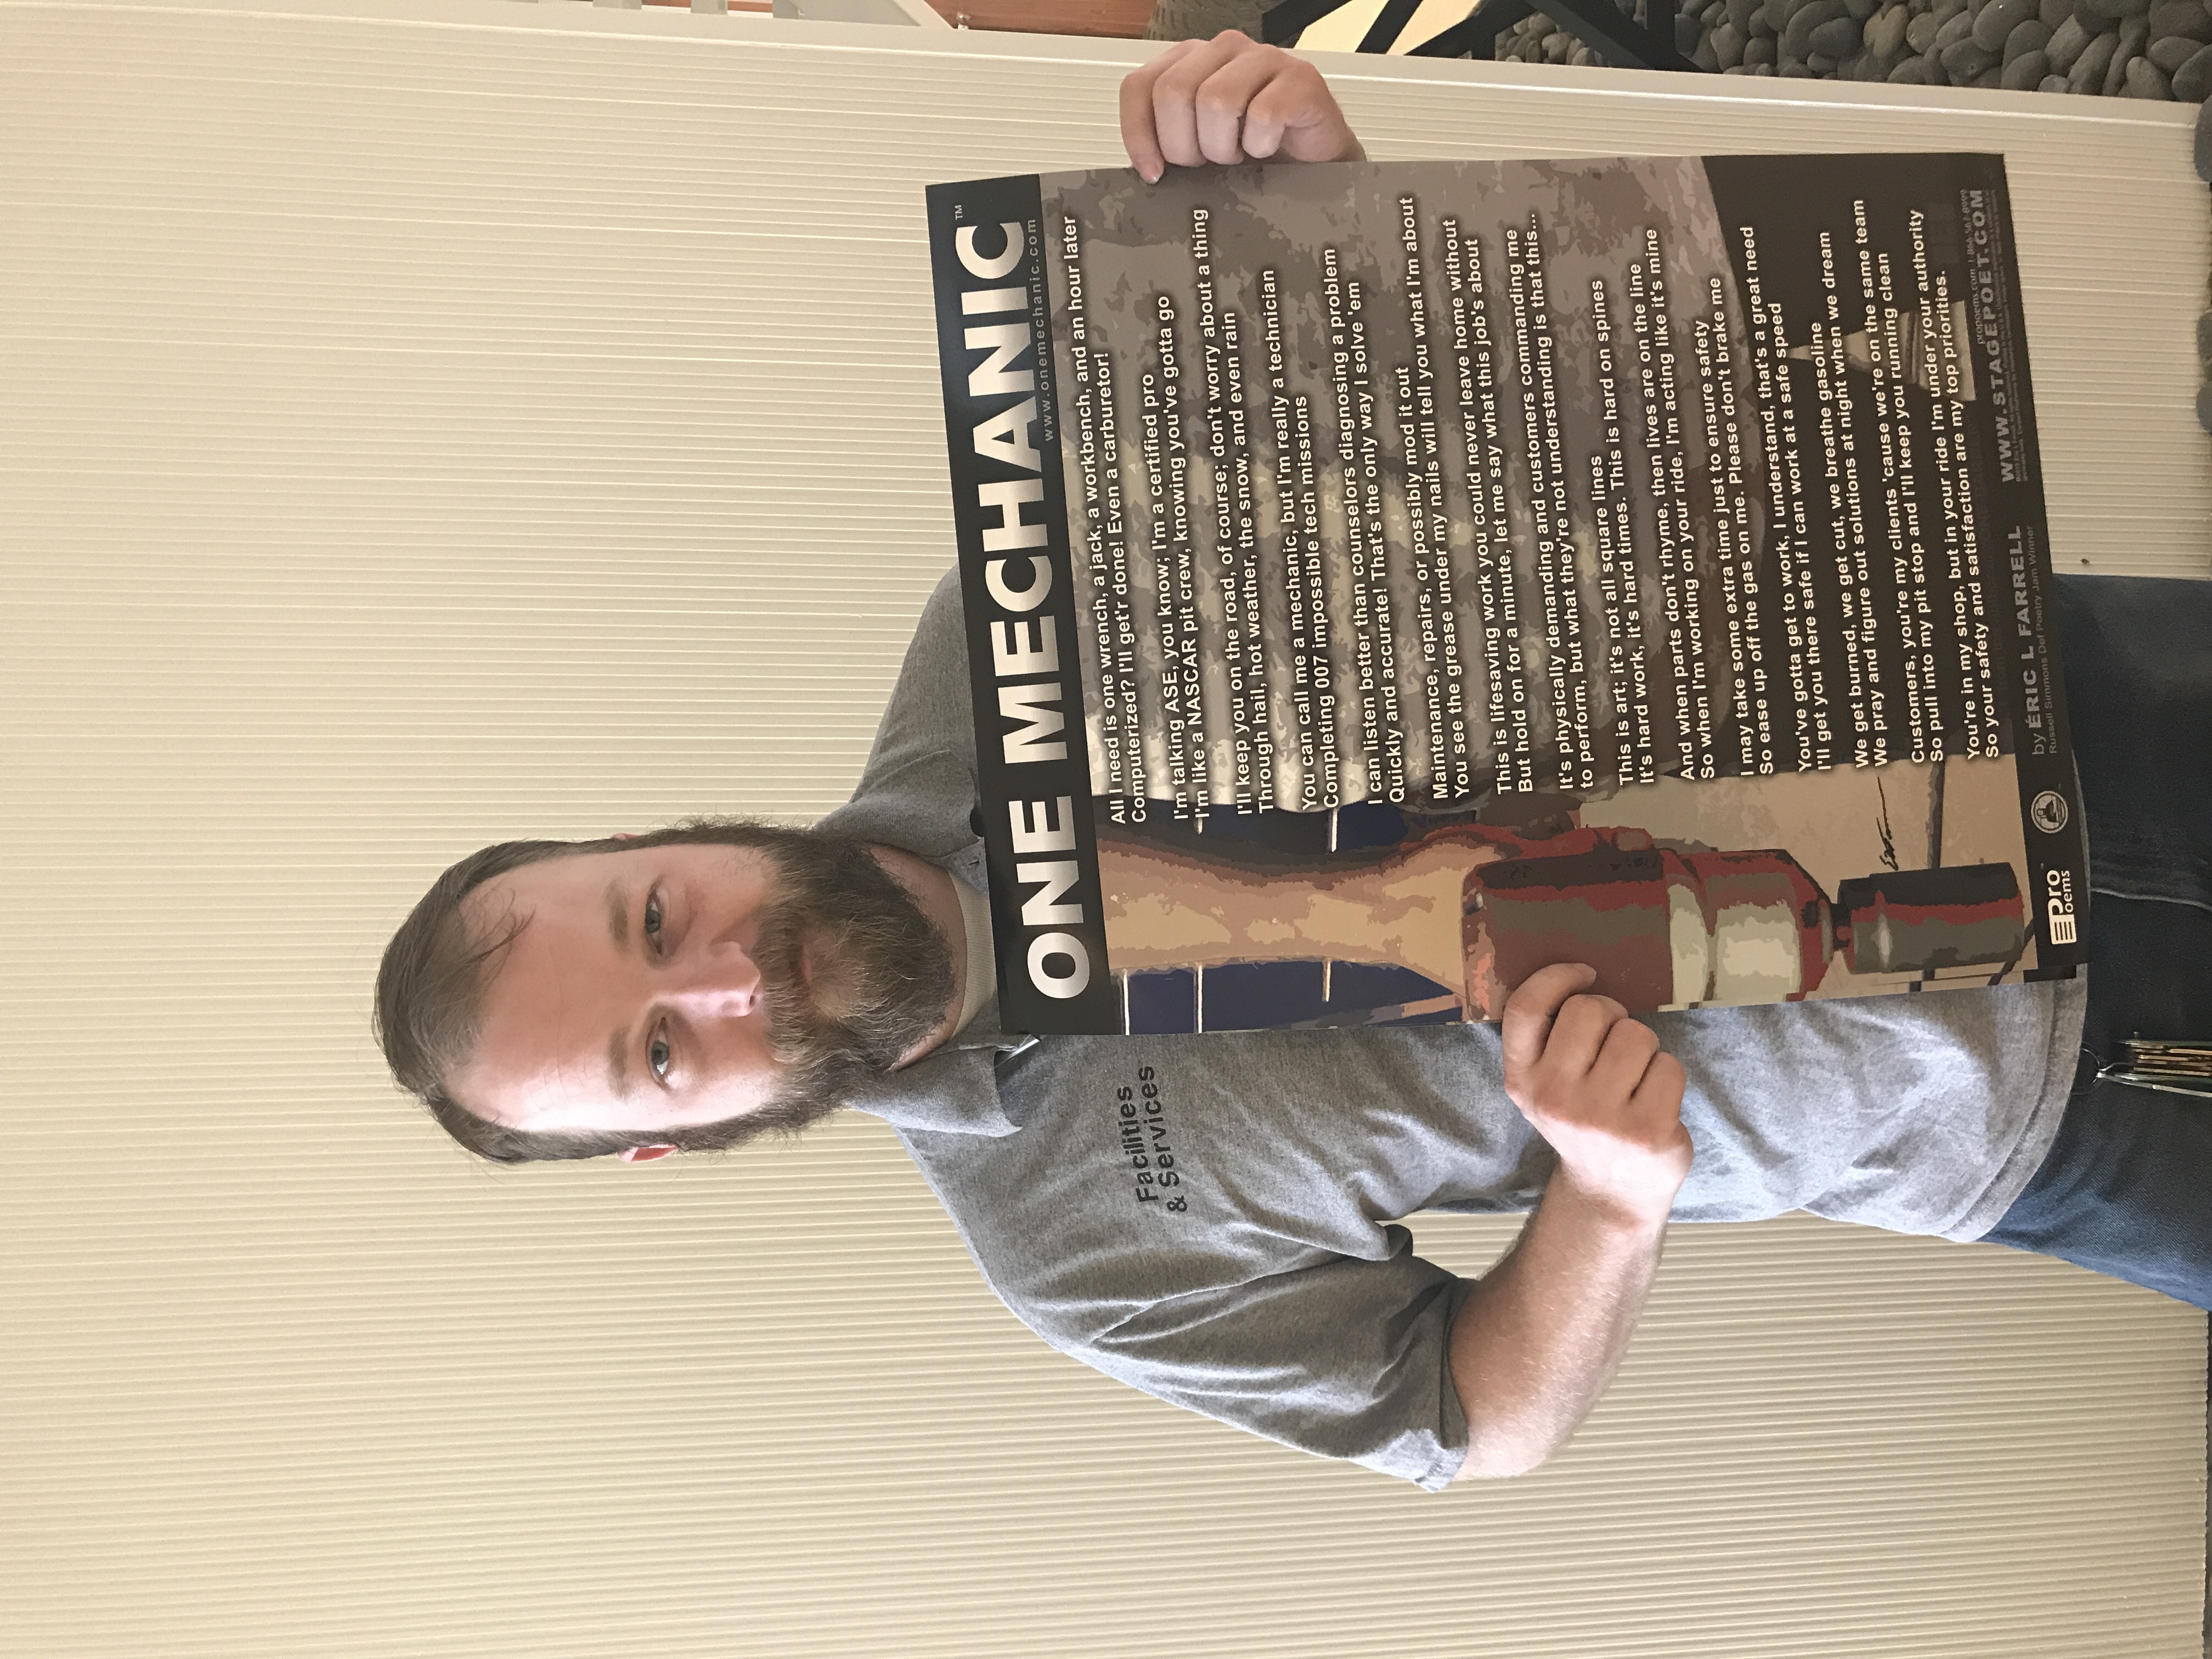 ONE MECHANIC™
www.onemechanic.com
All I need is one wrench, a jack, a workbench, and an hour later
Computerized? I'll get'r done! Even a carburetor!
I'm talking ASE, you know; I'm a certified pro
I'm like a NASCAR pit crew, knowing you've gotta go
I'll keep you on the road, of course; don't worry about a thing
Through hail, hot weather, the snow, and even rain
You can call me a mechanic, but I'm really a technician
Completing 007 impossible tech missions
I can listen better than counselors diagnosing a problem
Quickly and accurate! That's the only way I solve 'em
Maintenance, repairs, or possibly mod it out
You see the grease under my nails will tell you what I'm about
This is lifesaving work you could never leave home without
But hold on for a minute, let me say what this job's about
It's physically demanding and customers commanding me
to perform, but what they're not understanding is that this...
This is art; it's not all square lines
It's hard work, it's hard times. This is hard on spines
And when parts don't rhyme, then lives are on the line
So when I'm working on your ride, I'm acting like it's mine
I may take some extra time just to ensure safety
So ease up off the gas on me. Please don't brake me
You've gotta get to work, I understand, that's a great need
I'll get you there safe if I can work at a safe speed
We get burned, we get cut, we breathe gasoline
We pray and figure out solutions at night when we dream
Customers, you're my clients 'cause we're on the same team
So pull into my pit stop and I'll keep you running clean
You're in my shop, but in your ride I'm under your authority
So your safety and satisfaction are my top priorities.
by ÉRIC L FARRELL
Russell Simmons Def Poetry Jam Winner
WWW.STAGEPOET.COM
Pro
oems
Facilities
& Services